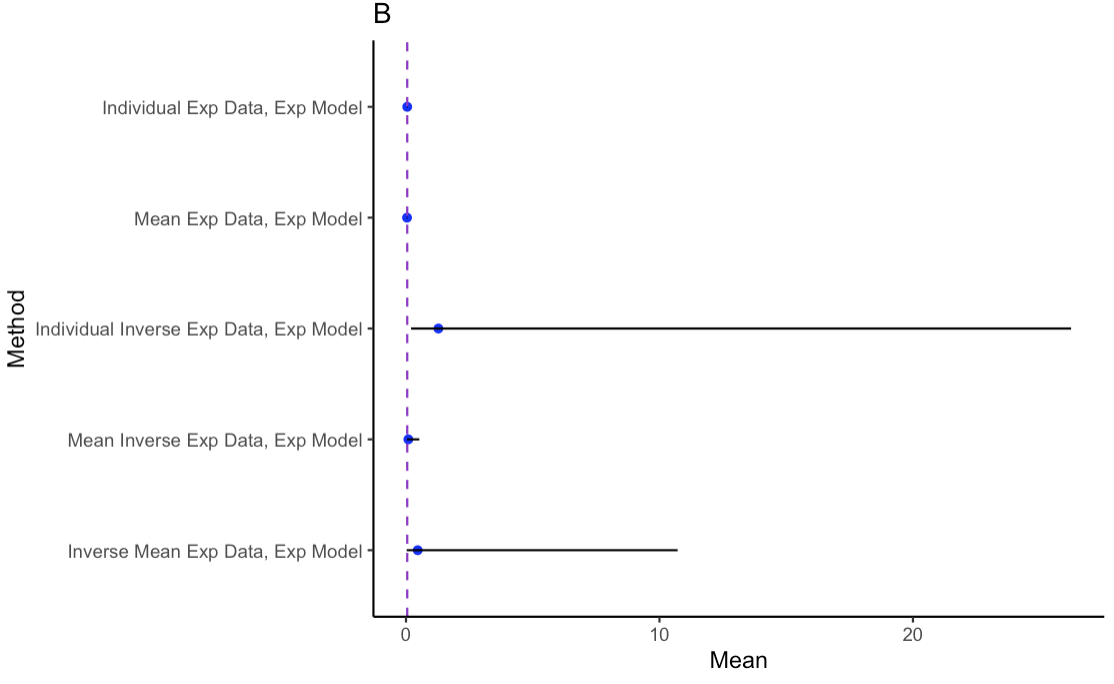 B
Individual Exp Data, Exp Model
Mean Exp Data, Exp Model
Individual Inverse Exp Data, Exp Model
Mean Inverse Exp Data, Exp Model
Inverse Mean Exp Data, Exp Model
Method
0 10 20
Mean